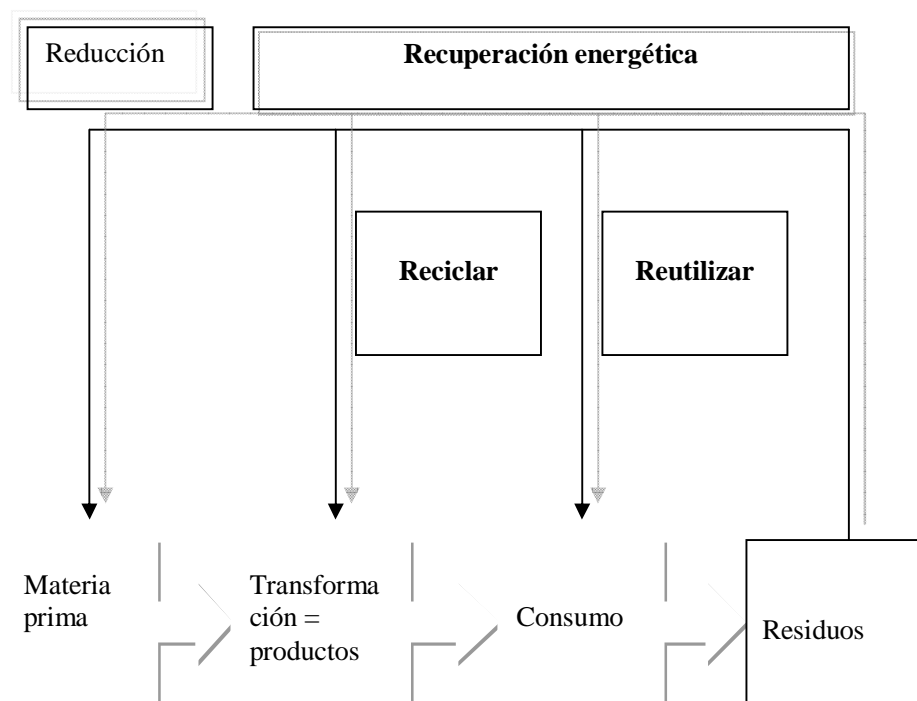 Reducción
Recuperación energética
Reciclar
Reutilizar
Materia
prima
Transforma
ción =
productos
Consumo
Residuos